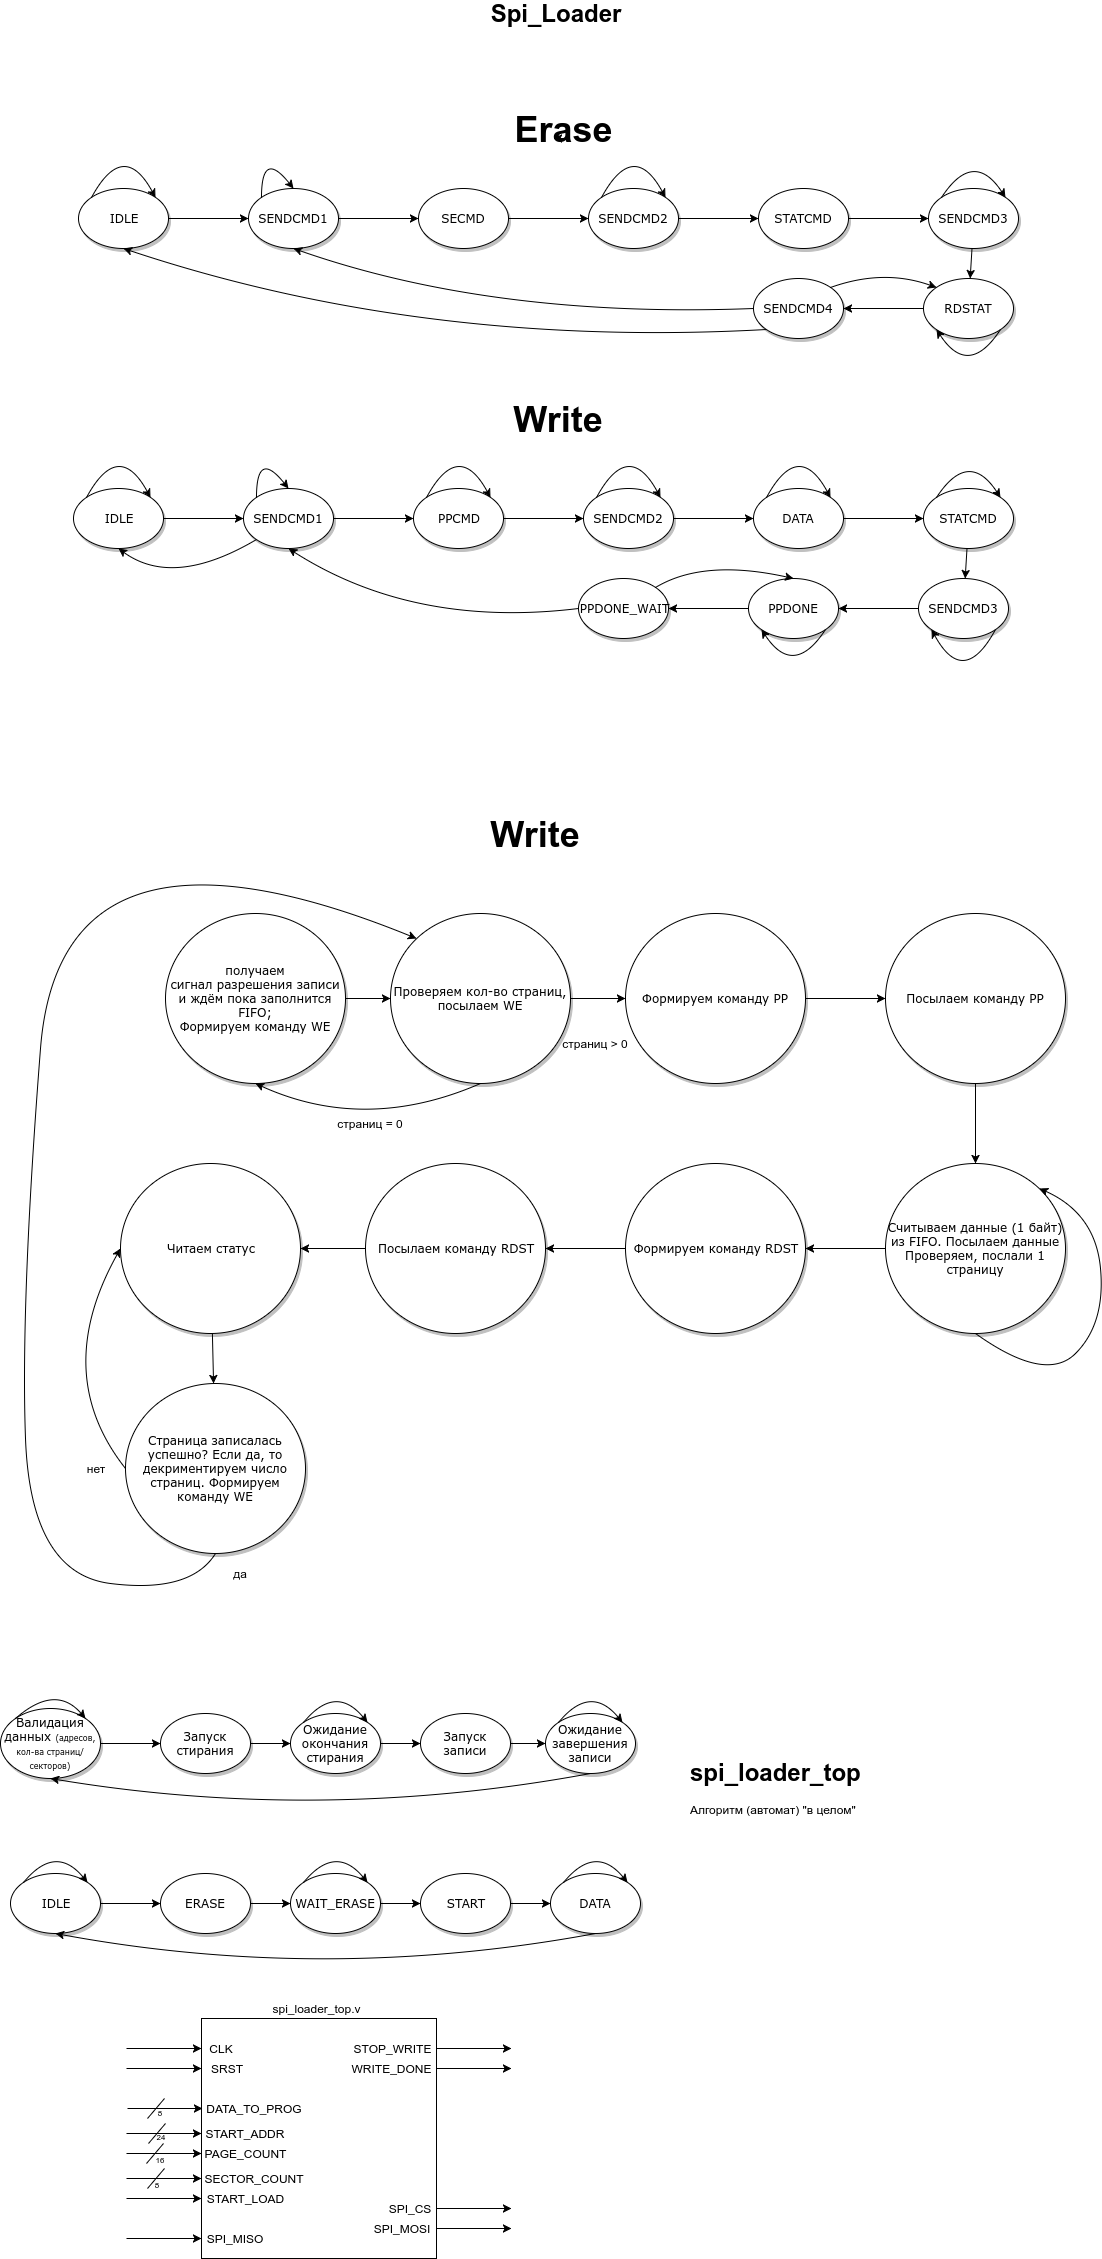 Spi_Loader
Erase
IDLE
SENDCMD1
SECMD
SENDCMD2
STATCMD
SENDCMD3
SENDCMD4
RDSTAT
Write
IDLE
SENDCMD1
PPCMD
SENDCMD2
DATA
STATCMD
PPDONE_WAIT
PPDONE
SENDCMD3
Write
получаем
сигнал разрешения записи
и ждём пока заполнится
FIFO;
Формируем команду WE
Проверяем кол-во страниц,
посылаем WE
Формируем команду PP
Посылаем команду PP
страниц > 0
страниц = 0
Читаем статус
Посылаем команду RDST
Формируем команду RDST
Считываем данные (1 байт)
из FIFO. Посылаем данные
Проверяем, послали 1
страницу
Страница записалась
успешно? Если да, то
декриментируем число
страниц. Формируем
команду WE
нет
да
Валидация
данных (адресов,
кол-ва страниц/
секторов)
Запуск
стирания
Ожидание
окончания
стирания
Запуск
записи
Ожидание
завершения
записи
spi_loader_top
Алгоритм (автомат) "в целом"
IDLE
ERASE
WAIT_ERASE
START
DATA
spi_loader_top.v
CLK
STOP_WRITE
SRST
WRITE_DONE
8
DATA_TO_PROG
24
START_ADDR
16
PAGE_COUNT
8
SECTOR_COUNT
START_LOAD
SPI_CS
SPI_MOSI
SPI_MISO